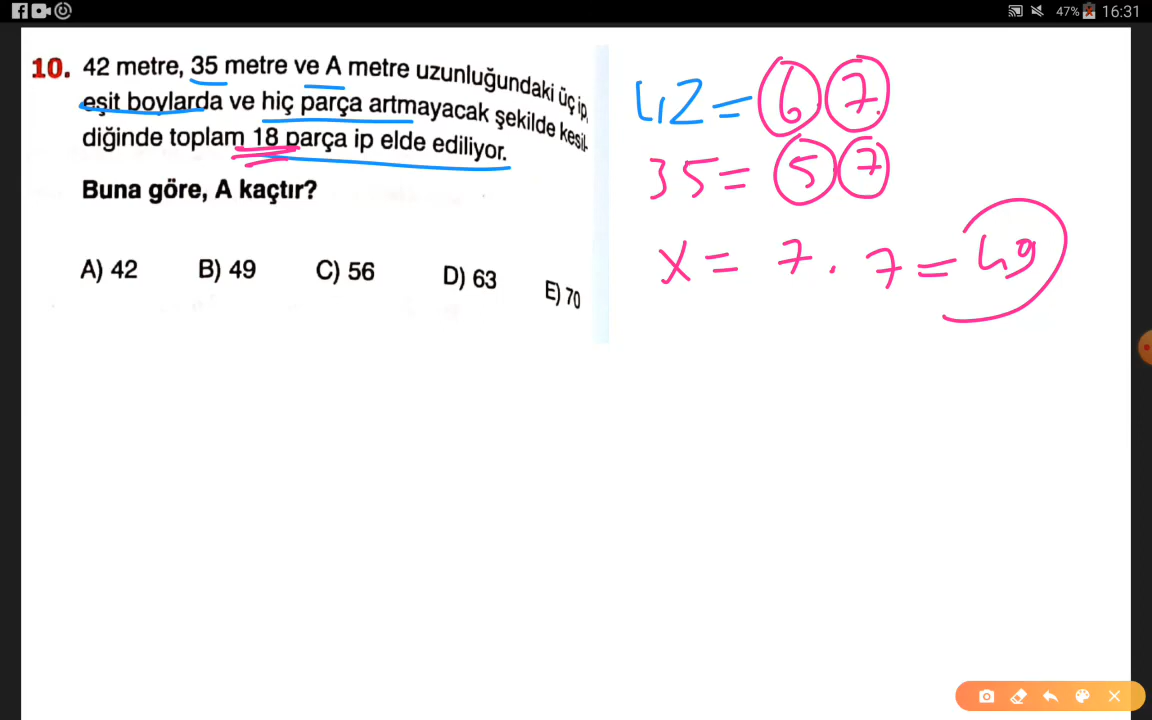 47% 16:31
10. 42 metre, 35 metre ve A metre uzunluğundaki üç ip,
eşit boylarda ve hiç parça artmayacak şekilde kesil-
diğinde toplam 18 parça ip elde ediliyor.
Buna göre, A kaçtır?
A) 42 B) 49 C) 56 D) 63 E) 70
42 = 6 7
35 = 5 7
x = 7 . 7 = 49